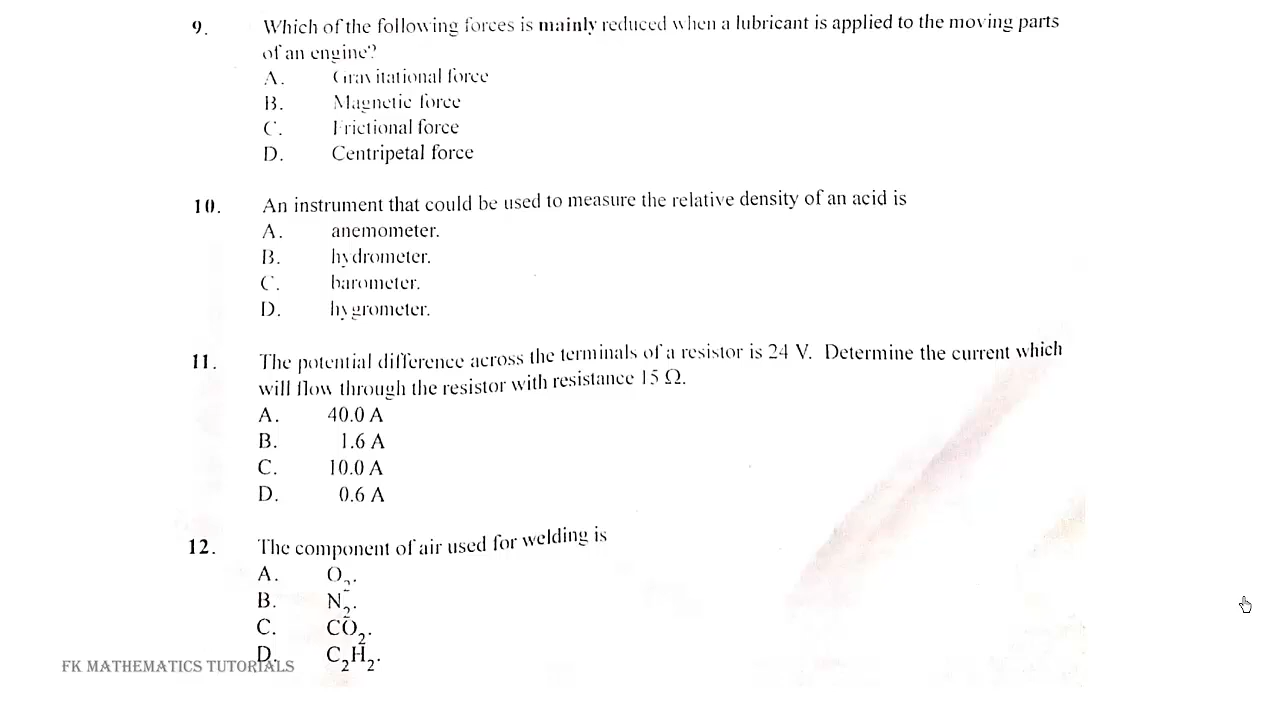 9. Which of the following forces is mainly reduced when a lubricant is applied to the moving parts
of an engine?
A. Gravitational force
B. Magnetic force
C. Frictional force
D. Centripetal force
10. An instrument that could be used to measure the relative density of an acid is
A. anemometer.
B. hydrometer.
C. barometer.
D. hygrometer.
11. The potential difference across the terminals of a resistor is 24 V. Determine the current which
will flow through the resistor with resistance 15 Ω.
A. 40.0 A
B. 1.6 A
C. 10.0 A
D. 0.6 A
12. The component of air used for welding is
A. O₂.
B. N₂.
C. CO₂.
D. C₂H₂.
FK MATHEMATICS TUTORIALS